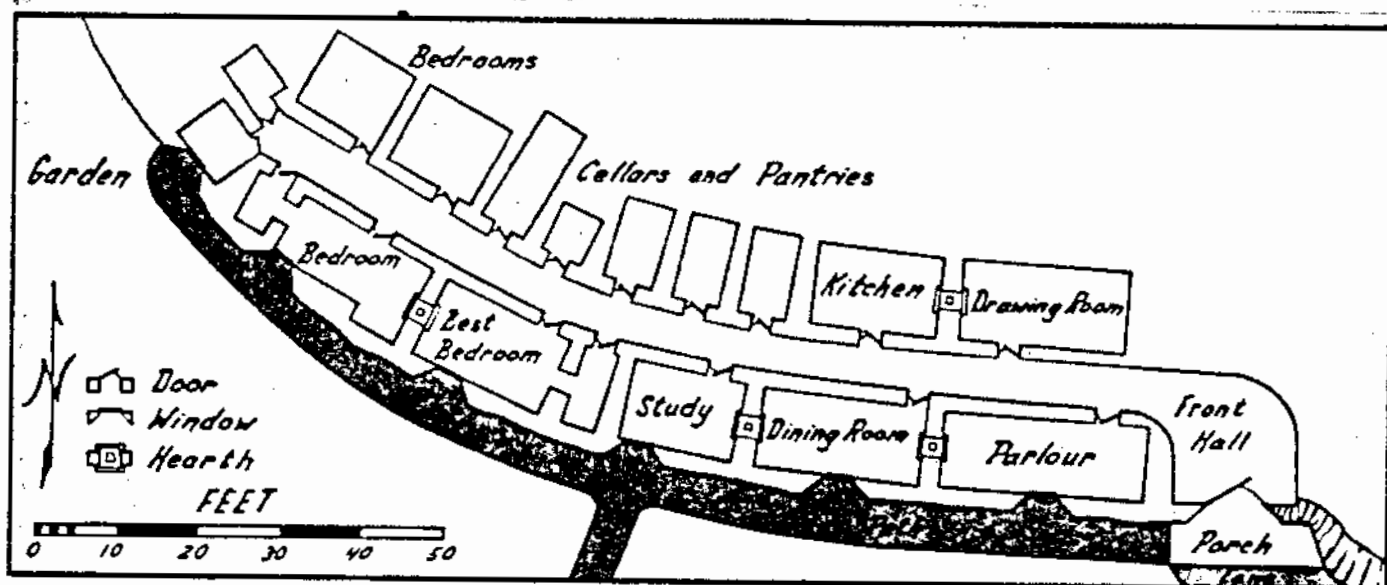 Bedrooms
Garden
Cellars and Pantries
Bedroom
Best
Bedroom
Kitchen
Drawing Room
Study
Dining Room
Parlour
Front
Hall
Path
Porch
N
Door
Window
Hearth
FEET
0 10 20 30 40 50